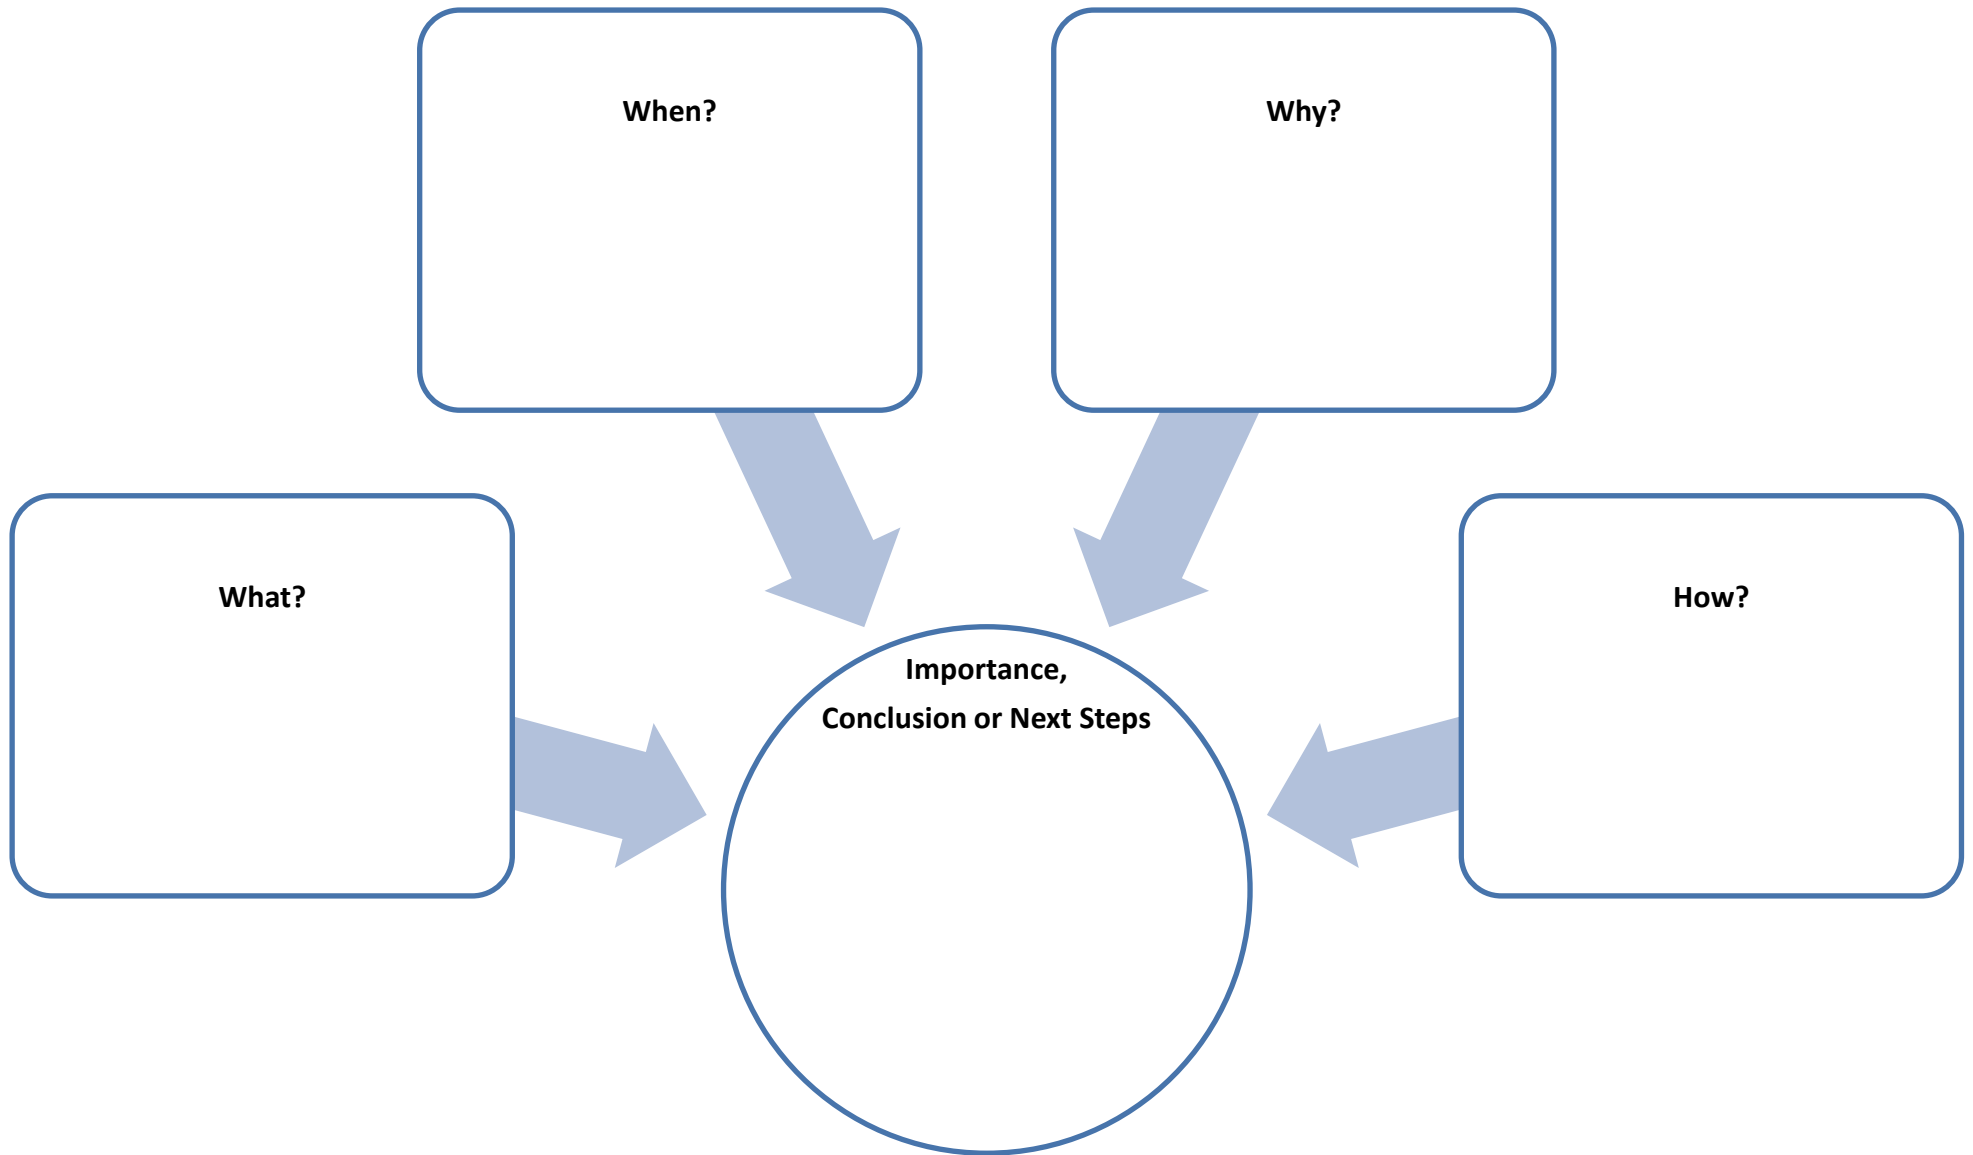 When?
Why?
What?
How?
Importance,
Conclusion or Next Steps